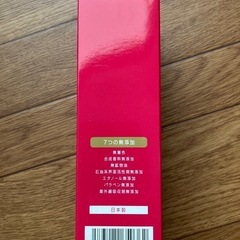 7つの無添加
無着色
合成香料無添加
無鉱物油
石油系界面活性剤無添加
エタノール無添加
パラベン無添加
紫外線吸収剤無添加
日本製